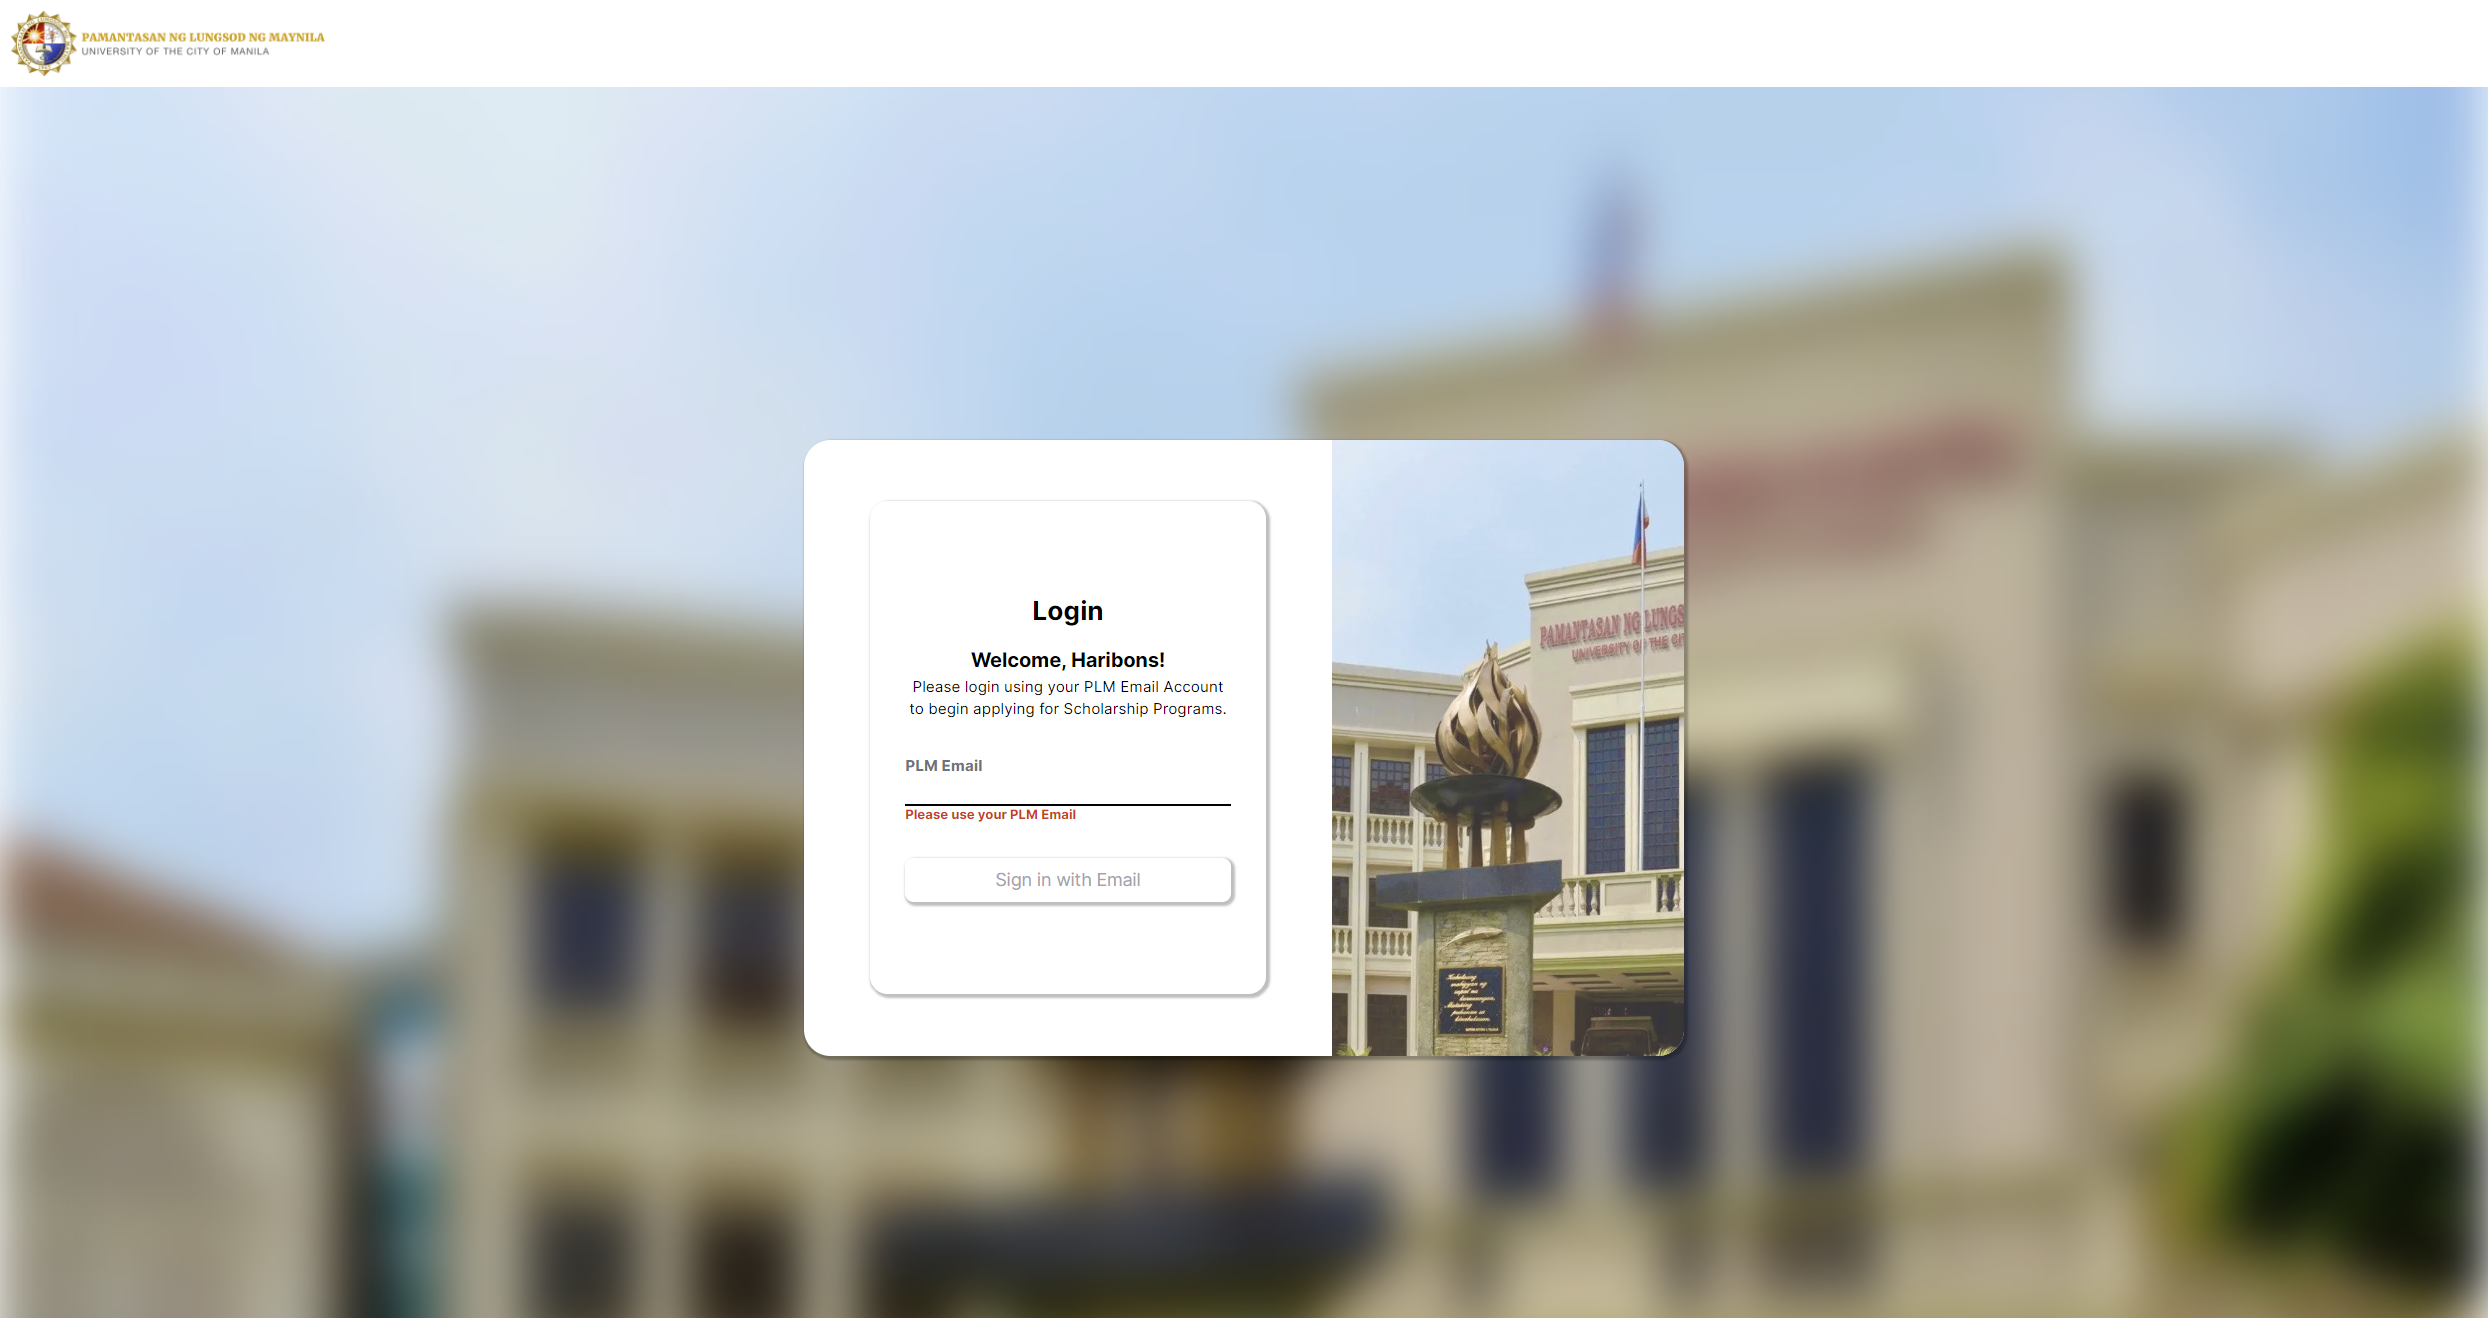 PAMANTASAN NG LUNGSOD NG MAYNILA
UNIVERSITY OF THE CITY OF MANILA
Login
Welcome, Haribons!
Please login using your PLM Email Account
to begin applying for Scholarship Programs.
PLM Email
Please use your PLM Email
Sign in with Email
PAMANTASAN NG LUNGS
UNIVERSITY OF THE CI